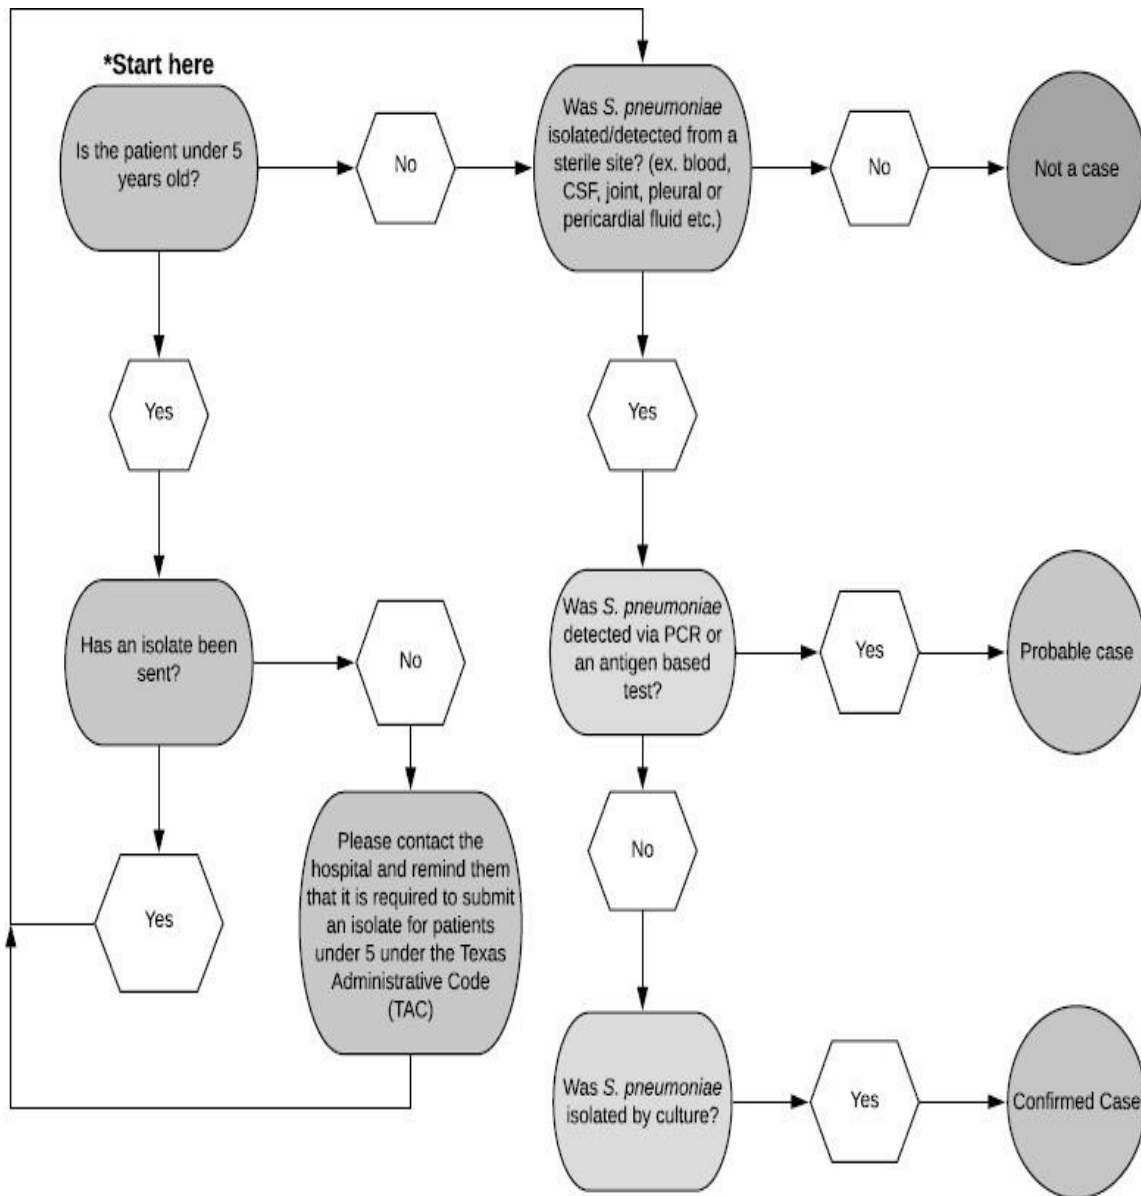 *Start here
Is the patient under 5
years old?
No
Was S. pneumoniae
isolated/detected from a
sterile site? (ex. blood,
CSF, joint, pleural or
pericardial fluid etc.)
No
Not a case
Yes
Yes
Has an isolate been
sent?
No
Was S. pneumoniae
detected via PCR or
an antigen based
test?
Yes
Probable case
Yes
Please contact the
hospital and remind them
that it is required to submit
an isolate for patients
under 5 under the Texas
Administrative Code
(TAC)
No
Was S. pneumoniae
isolated by culture?
Yes
Confirmed Case